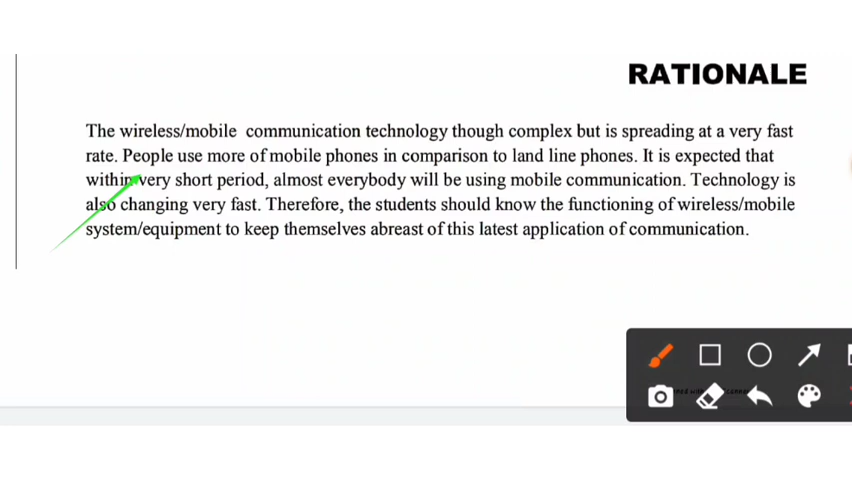 RATIONALE
The wireless/mobile communication technology though complex but is spreading at a very fast
rate. People use more of mobile phones in comparison to land line phones. It is expected that
within very short period, almost everybody will be using mobile communication. Technology is
also changing very fast. Therefore, the students should know the functioning of wireless/mobile
system/equipment to keep themselves abreast of this latest application of communication.